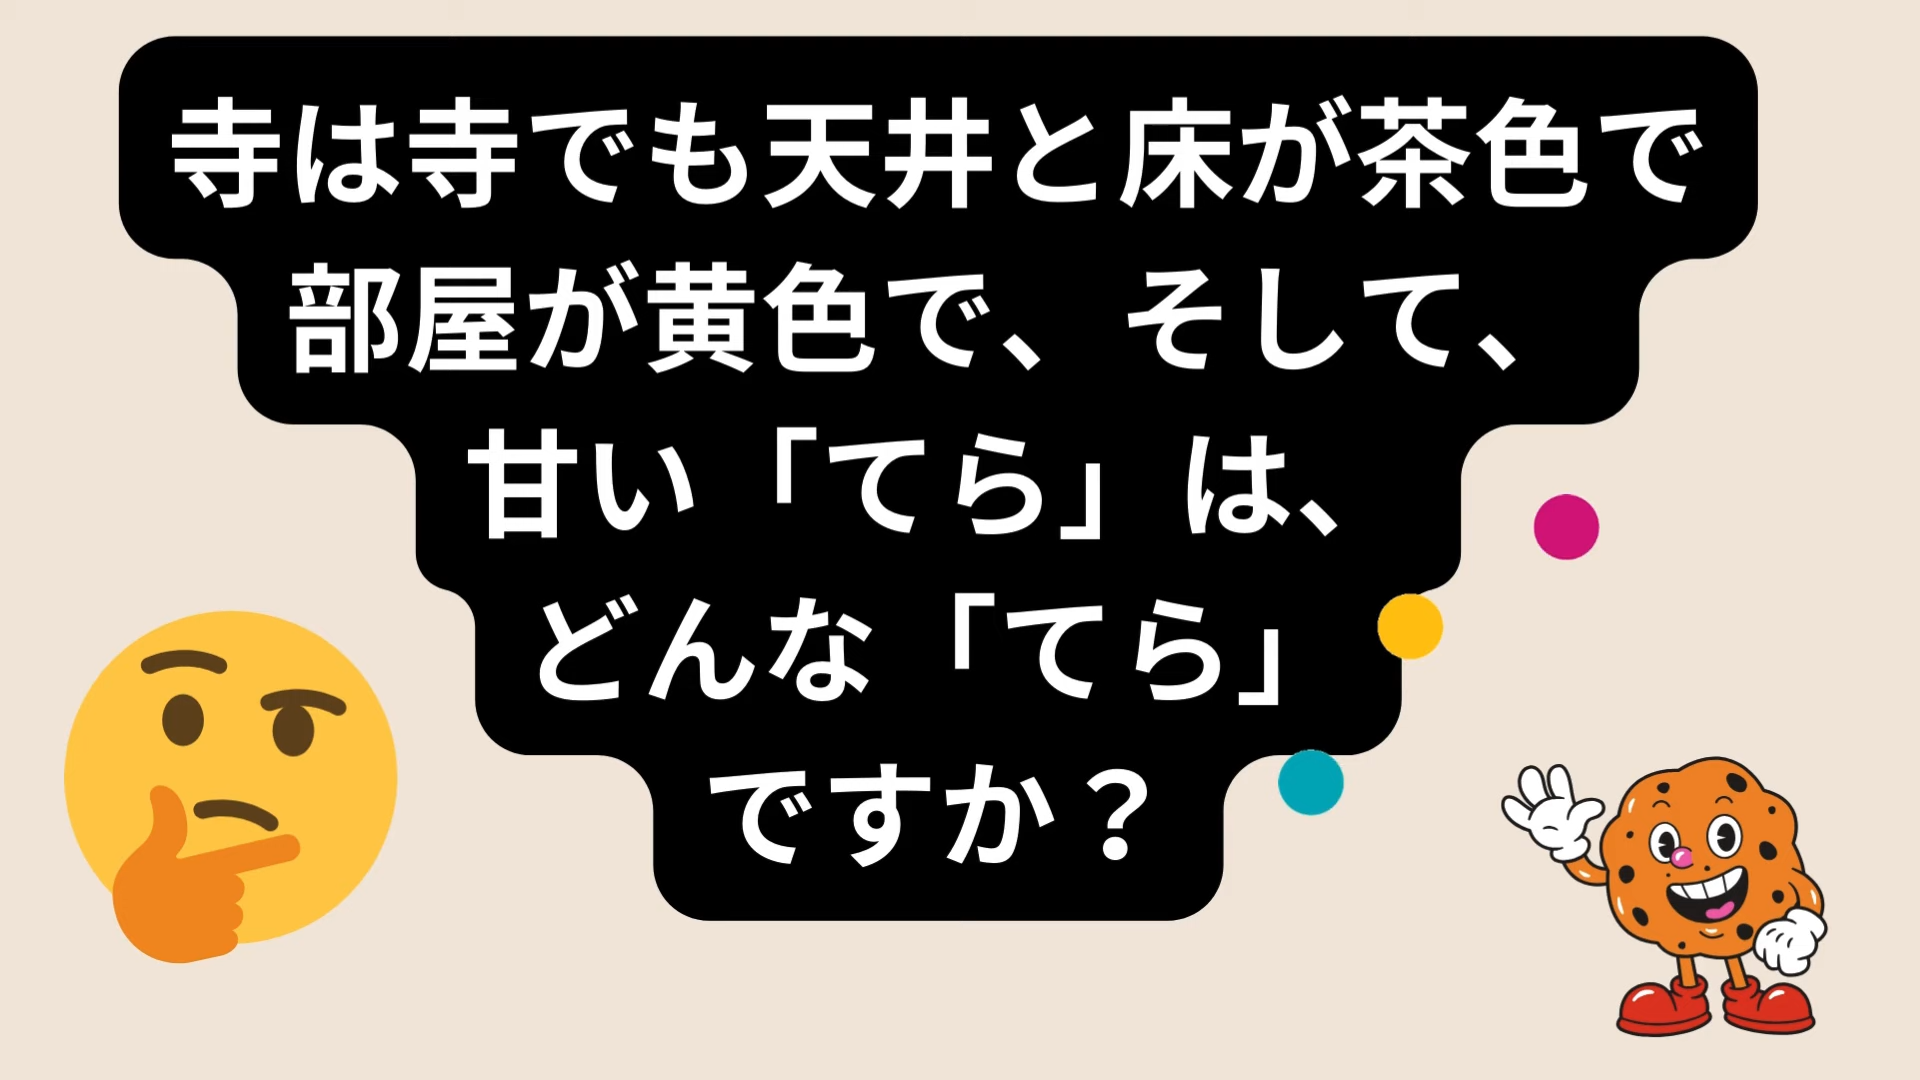 寺は寺でも天井と床が茶色で
部屋が黄色で、そして、
甘い「てら」は、
どんな「てら」
ですか？